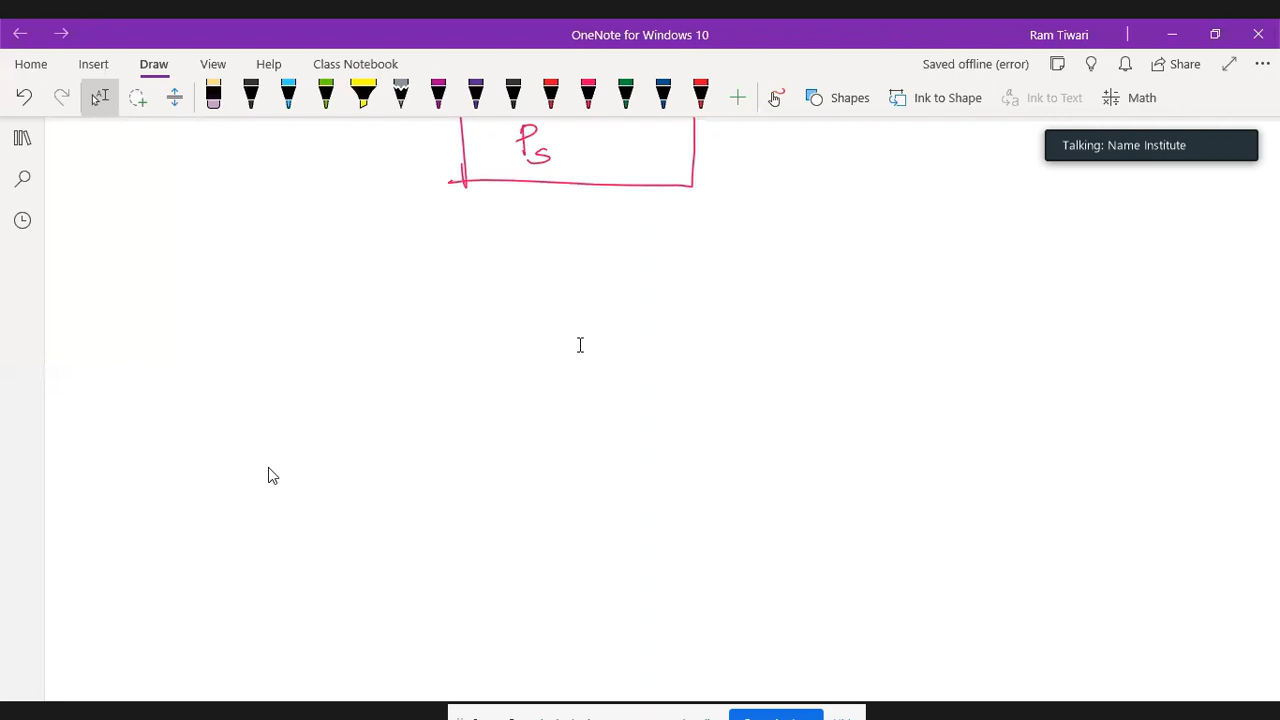 OneNote for Windows 10
Ram Tiwari
Home
Insert
Draw
View
Help
Class Notebook
Saved offline (error)
Share
Shapes
Ink to Shape
Ink to Text
Math
Talking: Name Institute
Ps